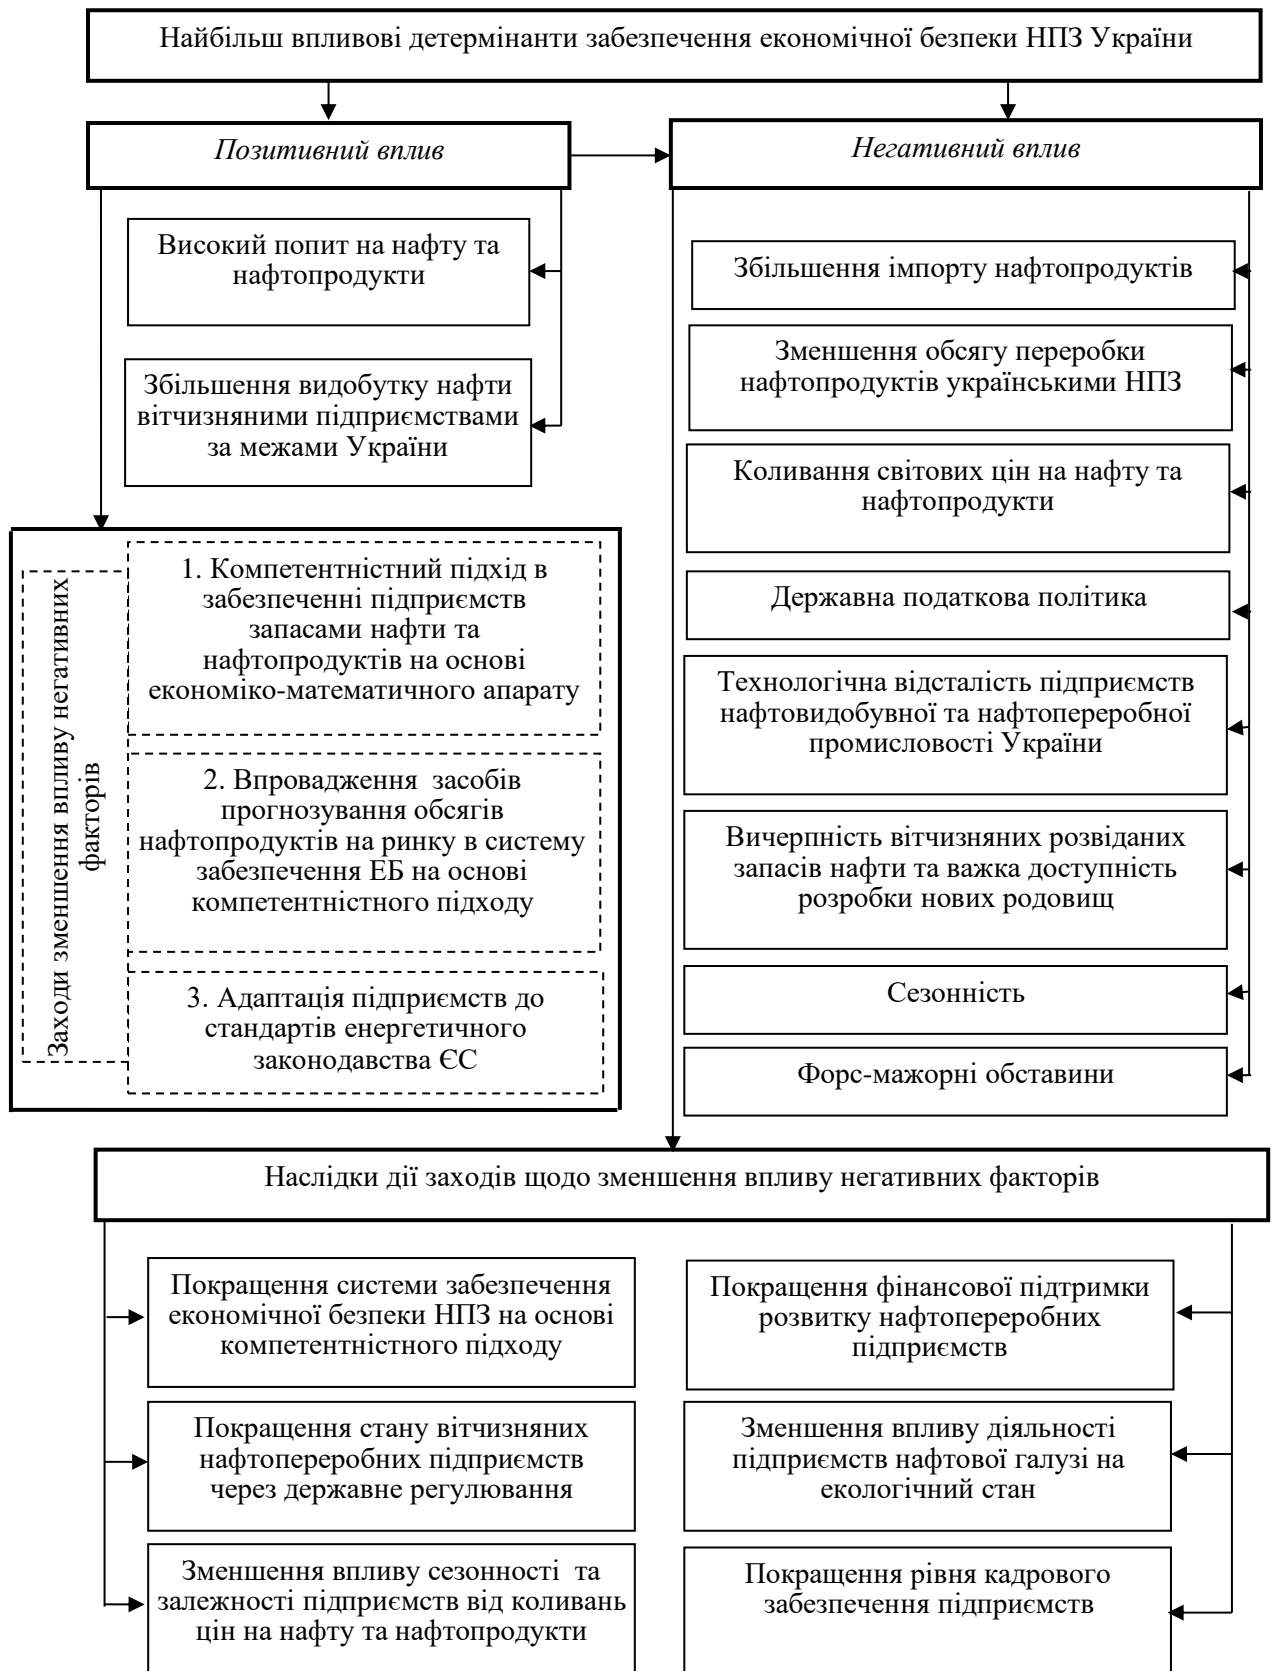 Найбільш впливові детермінанти забезпечення економічної безпеки НПЗ України
Позитивний вплив
Негативний вплив
Високий попит на нафту та
нафтопродукти
Збільшення видобутку нафти
вітчизняними підприємствами
за межами України
Заходи зменшення впливу негативних
факторів
1. Компетентністний підхід в
забезпеченні підприємств
запасами нафти та
нафтопродуктів на основі
економіко-математичного апарату
2. Впровадження засобів
прогнозування обсягів
нафтопродуктів на ринку в систему
забезпечення ЕБ на основі
компетентністного підходу
3. Адаптація підприємств до
стандартів енергетичного
законодавства ЄС
Збільшення імпорту нафтопродуктів
Зменшення обсягу переробки
нафтопродуктів українськими НПЗ
Коливання світових цін на нафту та
нафтопродукти
Державна податкова політика
Технологічна відсталість підприємств
нафтовидобувної та нафтопереробної
промисловості України
Вичерпність вітчизняних розвіданих
запасів нафти та важка доступність
розробки нових родовищ
Сезонність
Форс-мажорні обставини
Наслідки дії заходів щодо зменшення впливу негативних факторів
Покращення системи забезпечення
економічної безпеки НПЗ на основі
компетентністного підходу
Покращення стану вітчизняних
нафтопереробних підприємств
через державне регулювання
Зменшення впливу сезонності та
залежності підприємств від коливань
цін на нафту та нафтопродукти
Покращення фінансової підтримки
розвитку нафтопереробних
підприємств
Зменшення впливу діяльності
підприємств нафтової галузі на
екологічний стан
Покращення рівня кадрового
забезпечення підприємств